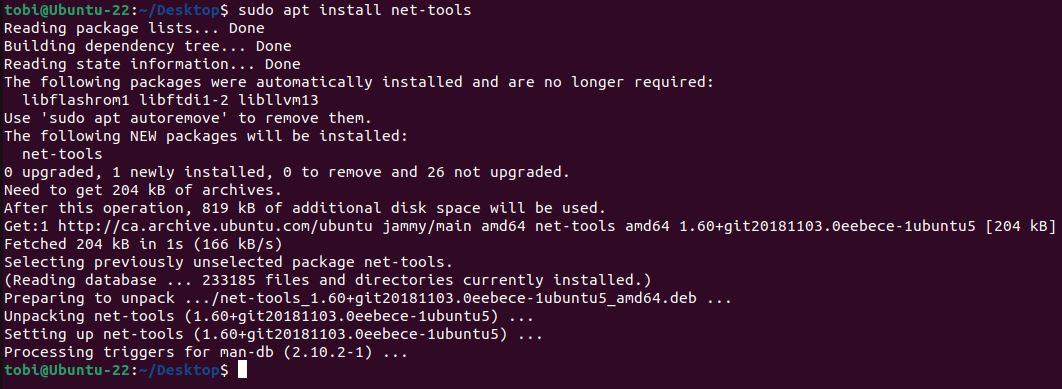 tobi@Ubuntu-22:~/Desktop$ sudo apt install net-tools
Reading package lists... Done
Building dependency tree... Done
Reading state information... Done
The following packages were automatically installed and are no longer required:
  libflashrom1 libftdi1-2 libllvm13
Use 'sudo apt autoremove' to remove them.
The following NEW packages will be installed:
  net-tools
0 upgraded, 1 newly installed, 0 to remove and 26 not upgraded.
Need to get 204 kB of archives.
After this operation, 819 kB of additional disk space will be used.
Get:1 http://ca.archive.ubuntu.com/ubuntu jammy/main amd64 net-tools amd64 1.60+git20181103.0eebece-1ubuntu5 [204 kB]
Fetched 204 kB in 1s (166 kB/s)
Selecting previously unselected package net-tools.
(Reading database ... 233185 files and directories currently installed.)
Preparing to unpack .../net-tools_1.60+git20181103.0eebece-1ubuntu5_amd64.deb ...
Unpacking net-tools (1.60+git20181103.0eebece-1ubuntu5) ...
Setting up net-tools (1.60+git20181103.0eebece-1ubuntu5) ...
Processing triggers for man-db (2.10.2-1) ...
tobi@Ubuntu-22:~/Desktop$